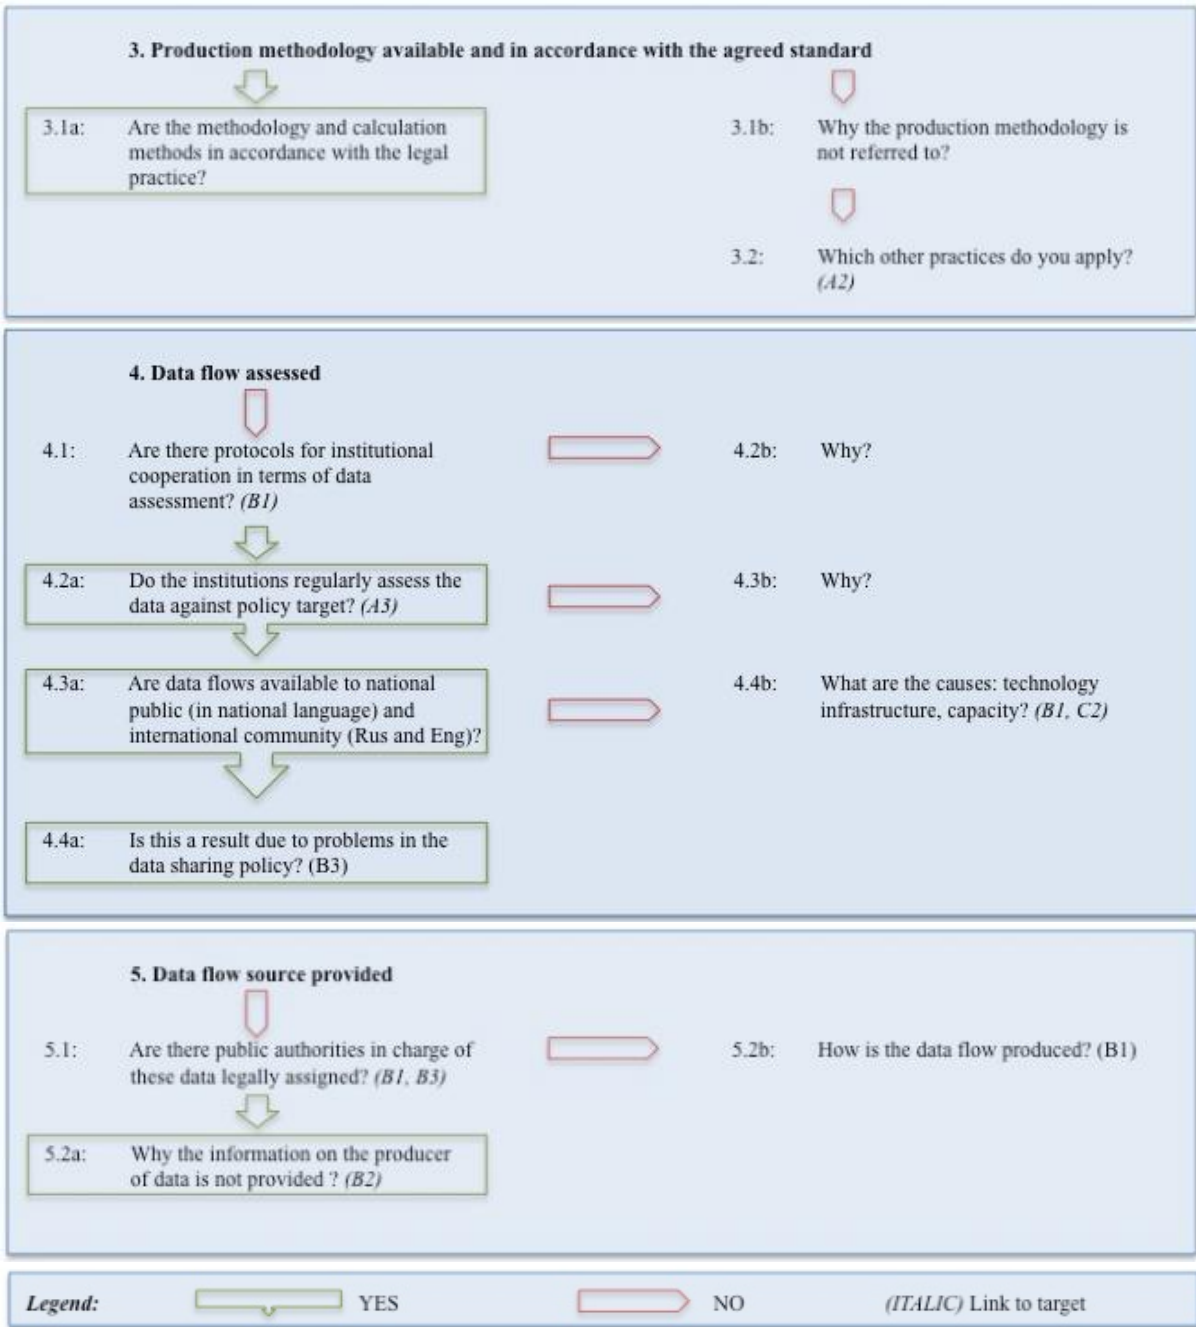 3. Production methodology available and in accordance with the agreed standard
3.1a: Are the methodology and calculation
methods in accordance with the legal
practice?
3.1b: Why the production methodology is
not referred to?
3.2: Which other practices do you apply?
(A2)
4. Data flow assessed
4.1: Are there protocols for institutional
cooperation in terms of data
assessment? (B1)
4.2b: Why?
4.2a: Do the institutions regularly assess the
data against policy target? (A3)
4.3b: Why?
4.3a: Are data flows available to national
public (in national language) and
international community (Rus and Eng)?
4.4b: What are the causes: technology
infrastructure, capacity? (B1, C2)
4.4a: Is this a result due to problems in the
data sharing policy? (B3)
5. Data flow source provided
5.1: Are there public authorities in charge of
these data legally assigned? (B1, B3)
5.2b: How is the data flow produced? (B1)
5.2a: Why the information on the producer
of data is not provided ? (B2)
Legend: YES NO (ITALIC) Link to target